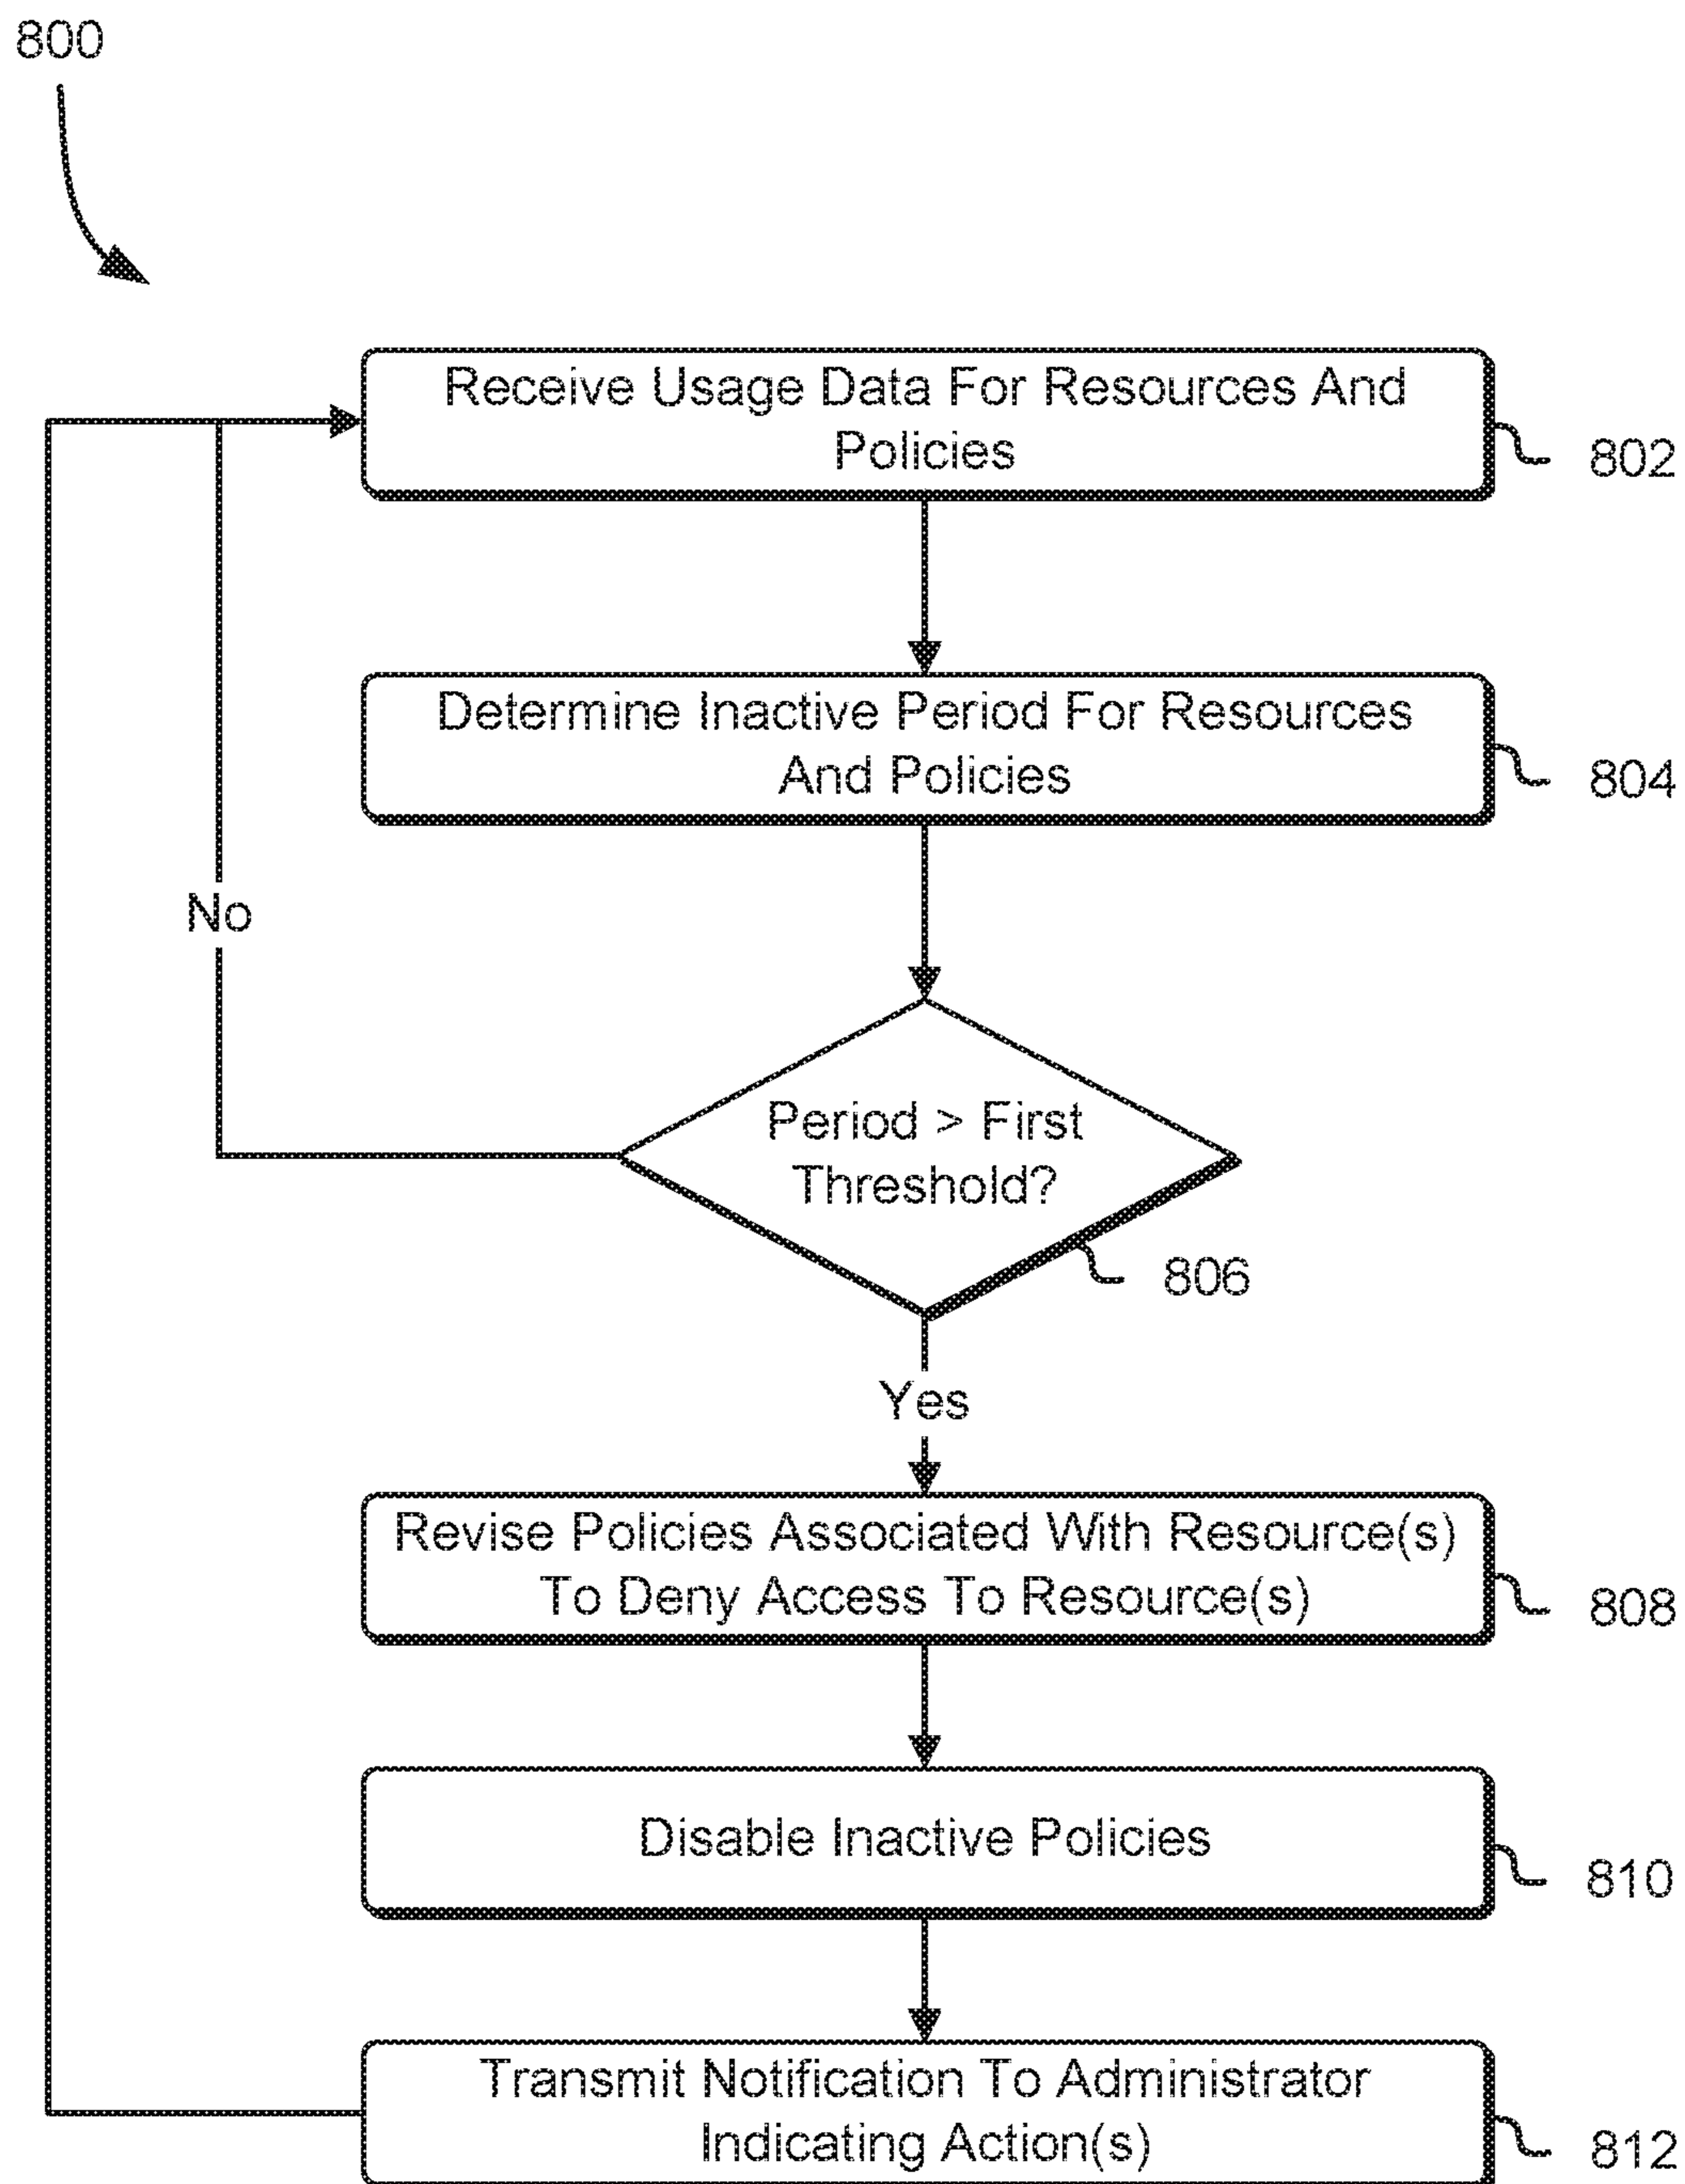 800
Receive Usage Data For Resources And
Policies
802
Determine Inactive Period For Resources
And Policies
804
No
Period > First
Threshold?
806
Yes
Revise Policies Associated With Resource(s)
To Deny Access To Resource(s)
808
Disable Inactive Policies
810
Transmit Notification To Administrator
Indicating Action(s)
812